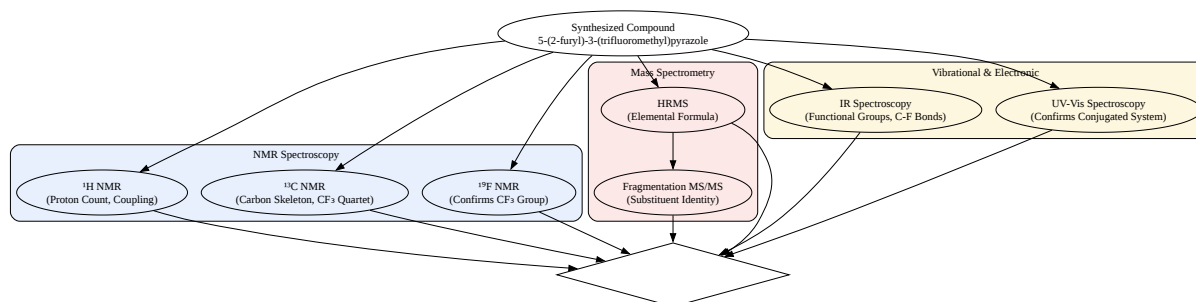 Synthesized Compound
5-(2-furyl)-3-(trifluoromethyl)pyrazole
Mass Spectrometry
Vibrational & Electronic
HRMS
(Elemental Formula)
IR Spectroscopy
(Functional Groups, C-F Bonds)
UV-Vis Spectroscopy
(Confirms Conjugated System)
NMR Spectroscopy
¹H NMR
(Proton Count, Coupling)
¹³C NMR
(Carbon Skeleton, CF₃ Quartet)
¹⁹F NMR
(Confirms CF₃ Group)
Fragmentation MS/MS
(Substituent Identity)